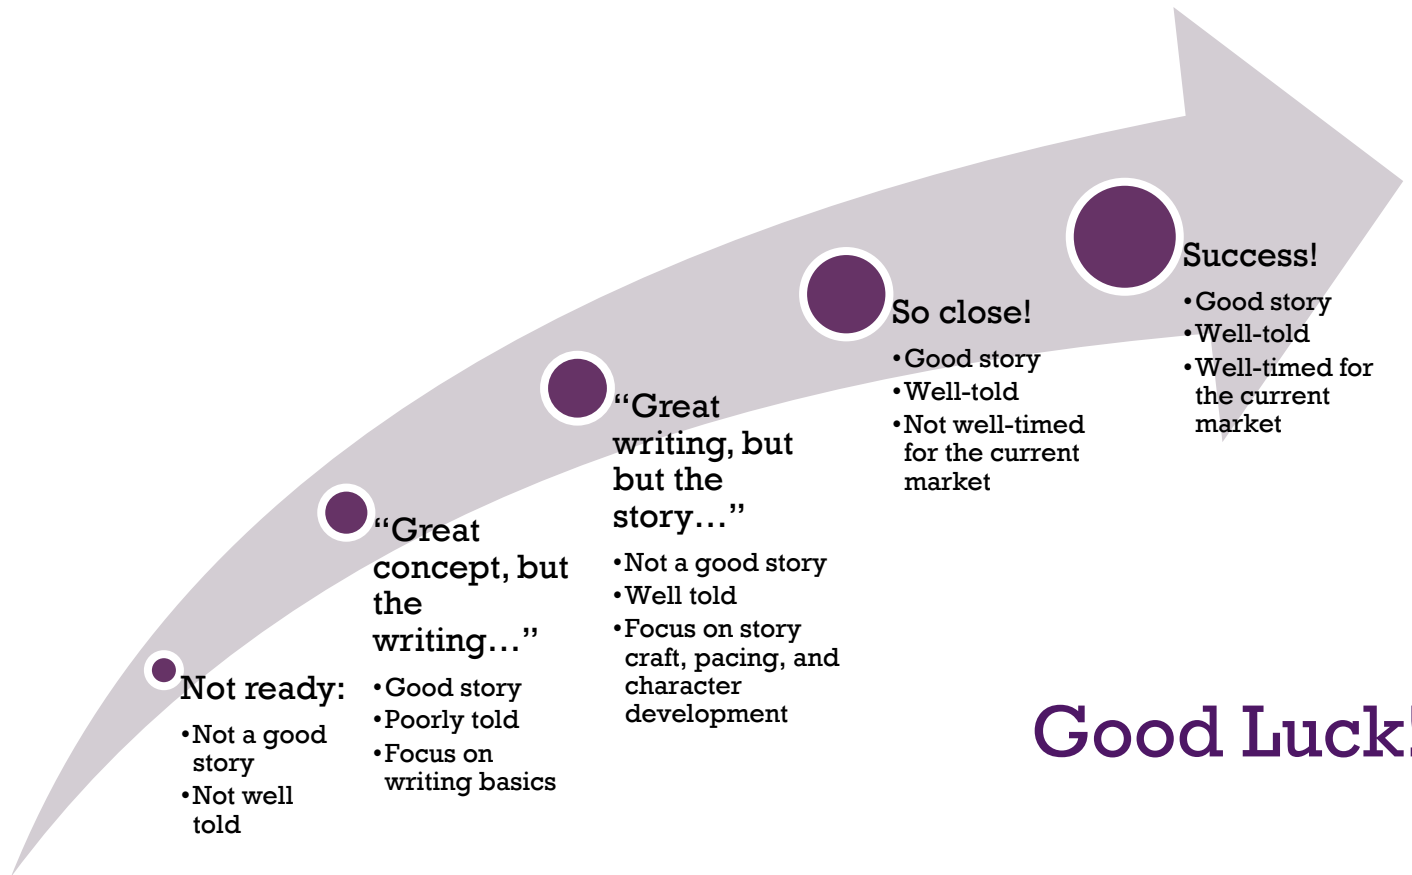 Not ready:
•Not a good
story
•Not well
told
“Great
concept, but
the
writing…”
•Good story
•Poorly told
•Focus on
writing basics
“Great
writing, but
but the
story…”
•Not a good story
•Well told
•Focus on story
craft, pacing, and
character
development
So close!
•Good story
•Well-told
•Not well-timed
for the current
market
Success!
•Good story
•Well-told
•Well-timed for
the current
market
Good Luck!